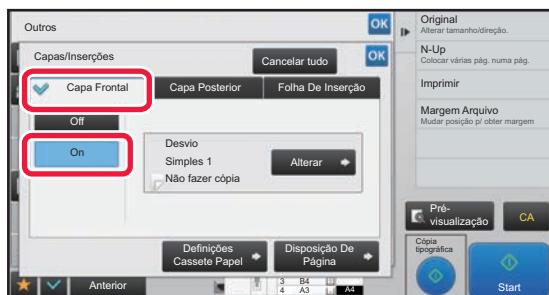 Outros
OK
Capas/Inserções
Cancelar tudo
OK
Capa Frontal
Capa Posterior
Folha De Inserção
Off
On
Desvio
Simples 1
Não fazer cópia
Alterar
Definições
Cassete Papel
Disposição De
Página
Anterior
3 B4
4 A3
A4
Original
Alterar tamanho/direção.
N-Up
Colocar várias pág. numa pág.
Imprimir
Margem Arquivo
Mudar posição p/ obter margem
Pré-
visualização
CA
Cópia
tipográfica
Start